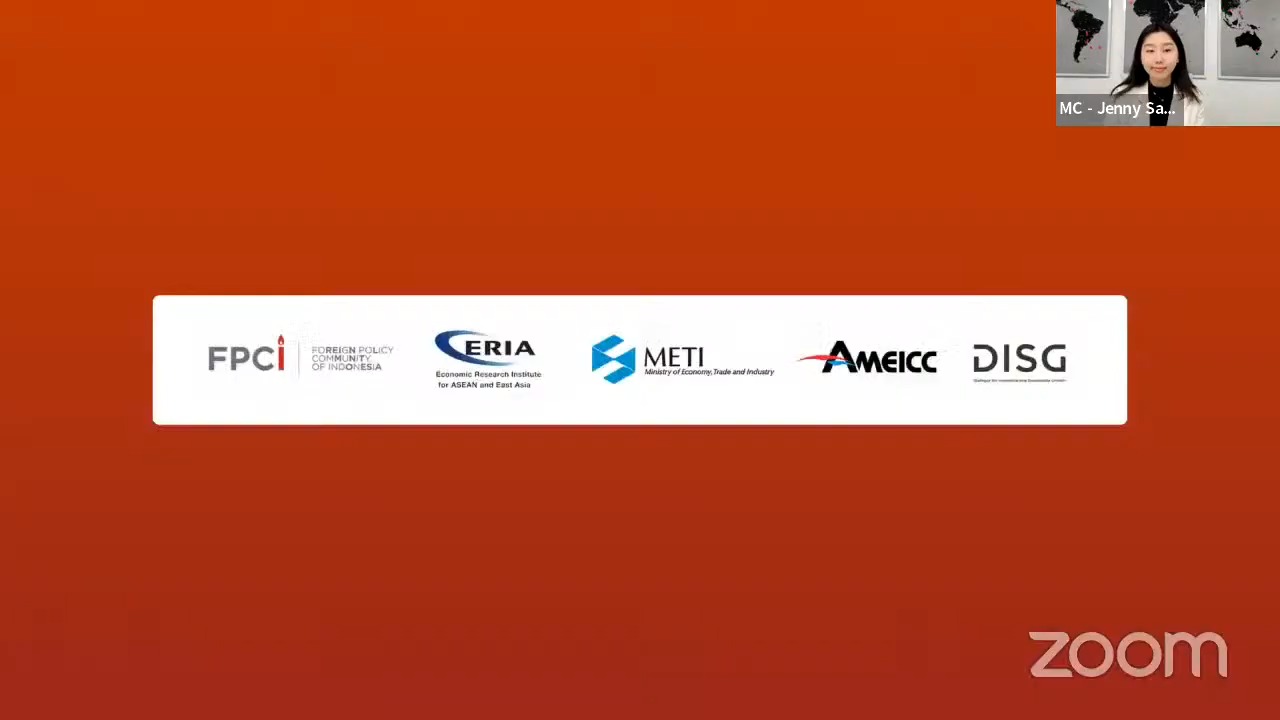 MC - Jenny Sa...
FPCi
FOREIGN POLICY
COMMUNITY
OF INDONESIA
ERIA
Economic Research Institute
for ASEAN and East Asia
METI
Ministry of Economy, Trade and Industry
AMEICC
DISG
zoom